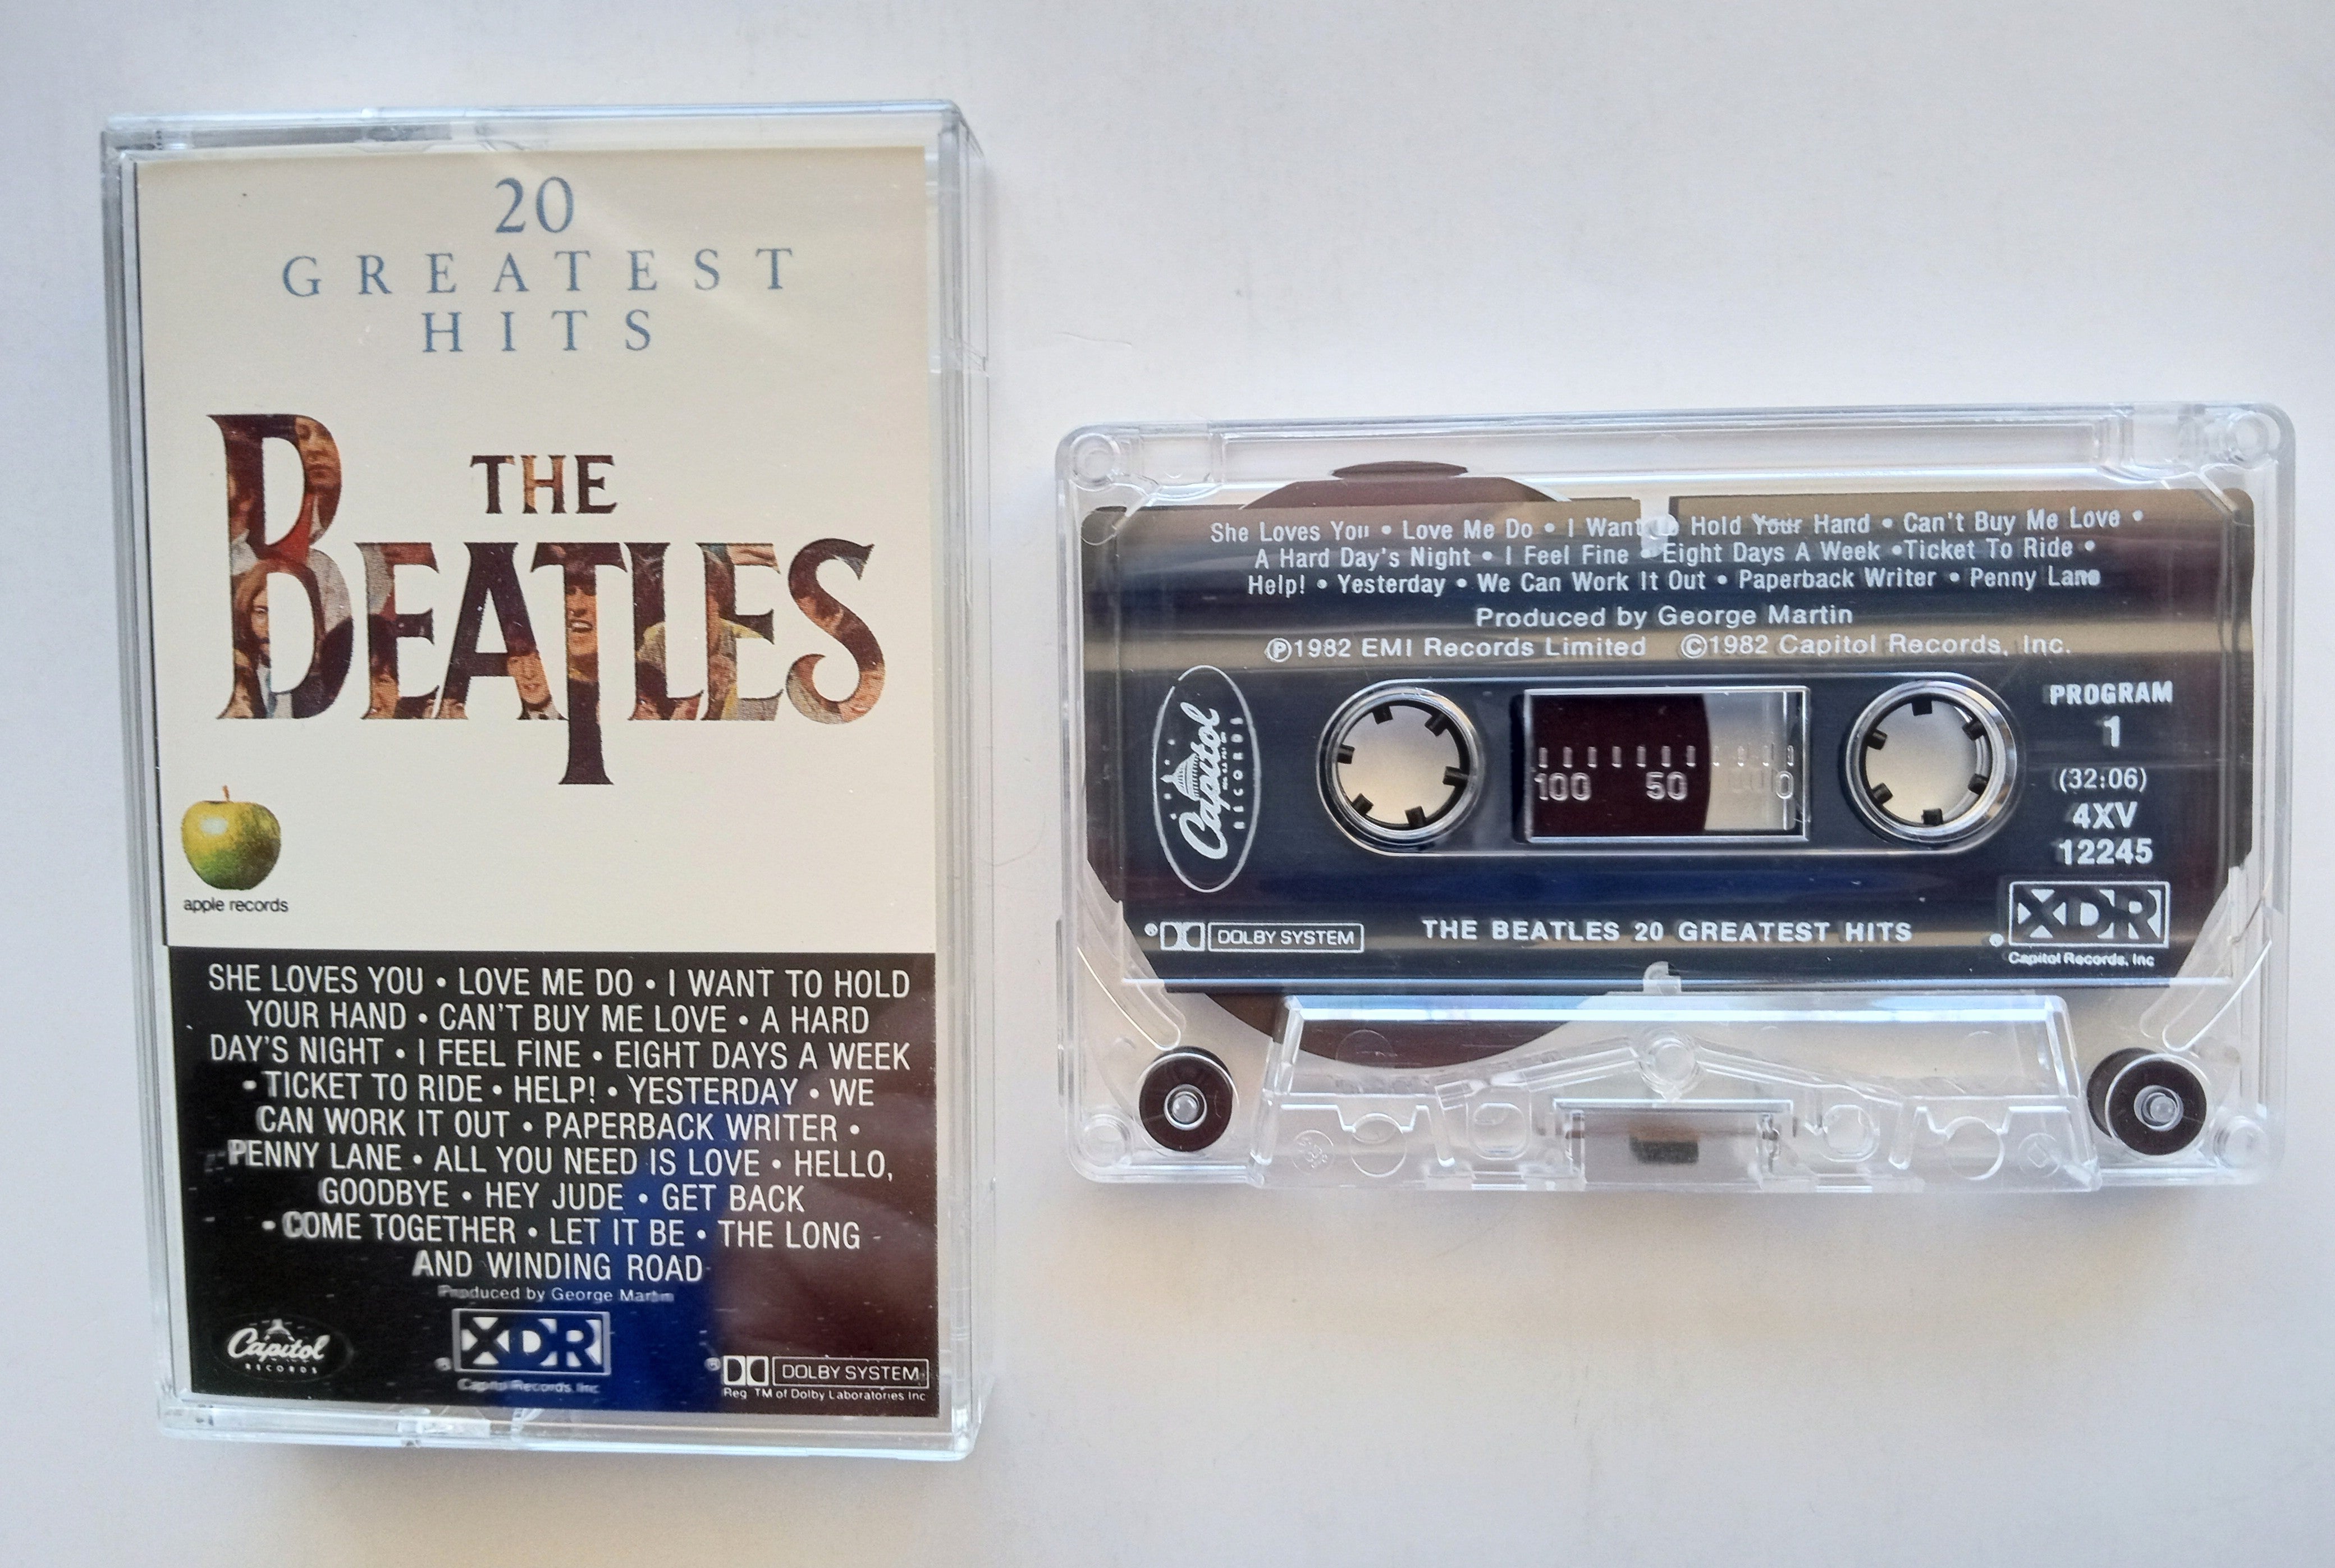 20
GREATEST
HITS
THE
BEATLES
apple records
SHE LOVES YOU • LOVE ME DO • I WANT TO HOLD
YOUR HAND • CAN'T BUY ME LOVE • A HARD
DAY'S NIGHT • I FEEL FINE • EIGHT DAYS A WEEK
• TICKET TO RIDE • HELP! • YESTERDAY • WE
CAN WORK IT OUT • PAPERBACK WRITER •
PENNY LANE • ALL YOU NEED IS LOVE • HELLO,
GOODBYE • HEY JUDE • GET BACK
• COME TOGETHER • LET IT BE • THE LONG
AND WINDING ROAD
Produced by George Martin
Capitol
RECORDS
® XDR
Capitol Records, Inc
® DOLBY SYSTEM
Reg TM of Dolby Laboratories Inc
She Loves You • Love Me Do • I Want to Hold Your Hand • Can't Buy Me Love •
A Hard Day's Night • I Feel Fine • Eight Days A Week • Ticket To Ride •
Help! • Yesterday • We Can Work It Out • Paperback Writer • Penny Lane
Produced by George Martin
℗1982 EMI Records Limited ©1982 Capitol Records, Inc.
Capitol
RECORDS
100 50 0
PROGRAM
1
(32:06)
4XV
12245
® DOLBY SYSTEM
THE BEATLES 20 GREATEST HITS
® XDR
Capitol Records, Inc